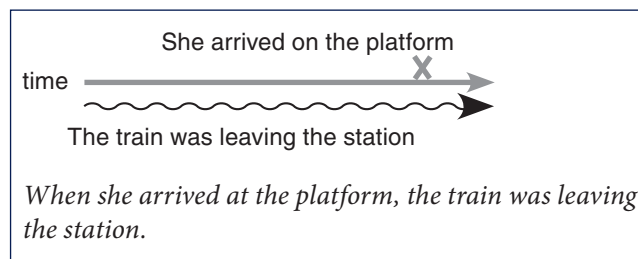 She arrived on the platform
time
The train was leaving the station
When she arrived at the platform, the train was leaving
the station.